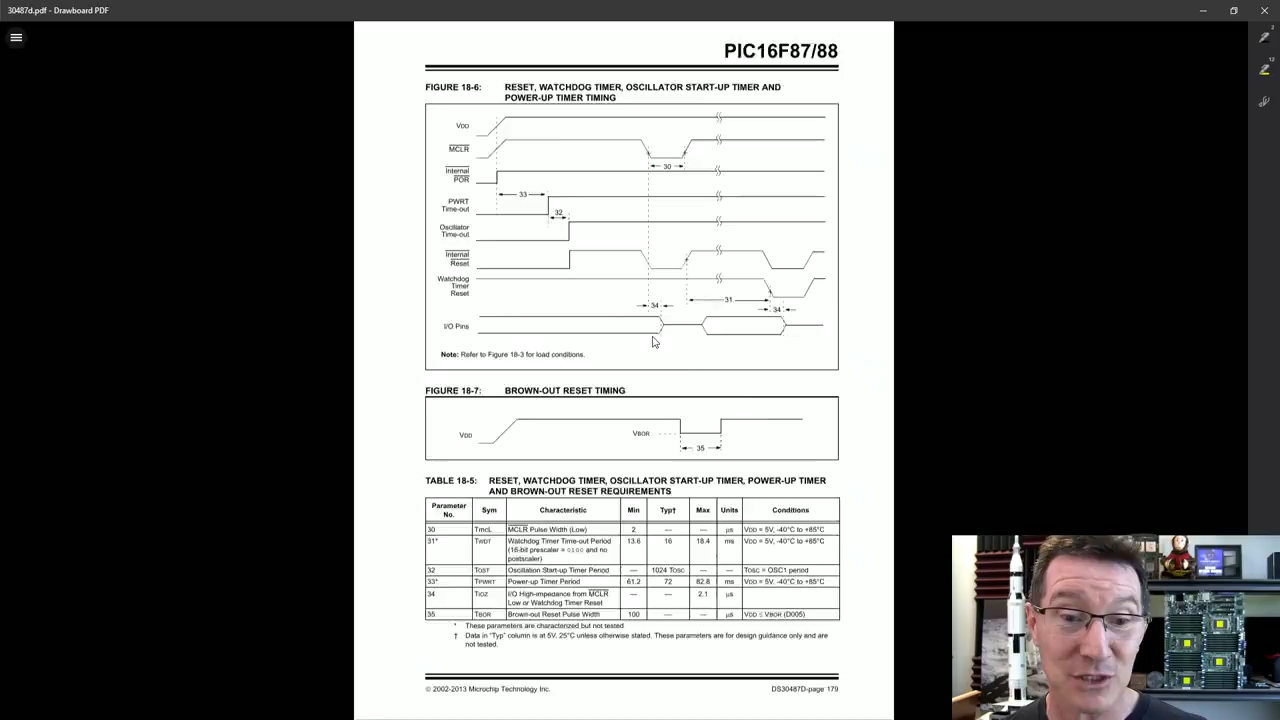 30487d.pdf - Drawboard PDF
PIC16F87/88
FIGURE 18-6: RESET, WATCHDOG TIMER, OSCILLATOR START-UP TIMER AND
POWER-UP TIMER TIMING
VDD
MCLR
30
Internal
POR
33
PWRT
Time-out
32
Oscillator
Time-out
Internal
Reset
Watchdog
Timer
Reset
31
34
34
I/O Pins
Note: Refer to Figure 18-3 for load conditions.
FIGURE 18-7: BROWN-OUT RESET TIMING
VDD
VBOR
35
TABLE 18-5: RESET, WATCHDOG TIMER, OSCILLATOR START-UP TIMER, POWER-UP TIMER
AND BROWN-OUT RESET REQUIREMENTS
Parameter No. Sym Characteristic Min Typ† Max Units Conditions
30 TMCL MCLR Pulse Width (Low) 2 — — µs VDD = 5V, -40°C to +85°C
31* TWDT Watchdog Timer Time-out Period 13.6 16 18.4 ms VDD = 5V, -40°C to +85°C
(16-bit prescaler = 0100 and no
postscaler)
32 TOST Oscillation Start-up Timer Period — 1024 TOSC — — TOSC = OSC1 period
33* TPWRT Power-up Timer Period 61.2 72 82.8 ms VDD = 5V, -40°C to +85°C
34 TIOZ I/O High-impedance from MCLR — — 2.1 µs
Low or Watchdog Timer Reset
35 TBOR Brown-out Reset Pulse Width 100 — — µs VDD ≤ VBOR (D005)
* These parameters are characterized but not tested
† Data in "Typ" column is at 5V, 25°C unless otherwise stated. These parameters are for design guidance only and are
not tested.
© 2002-2013 Microchip Technology Inc. DS30487D-page 179